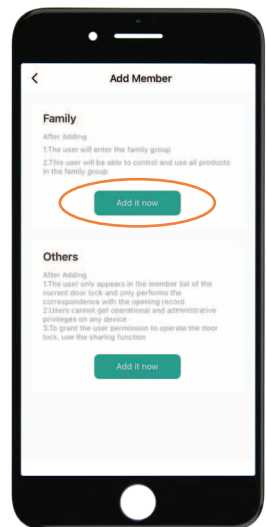 Add Member
Family
After Adding
1.The user will enter the family group
2.This user will be able to control and use all products
in the family group
Add it now
Others
After Adding
1.The user only appears in the member list of the
current door lock and only performs the
correspondence with the opening record
2.Users cannot get operational and administrative
privileges on any device
3.To grant the user permission to operate the door
lock, use the sharing function
Add it now